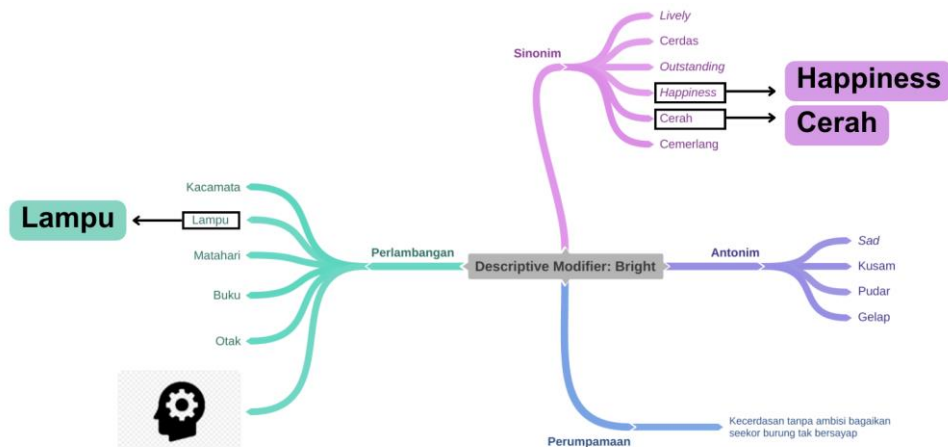 Lively
Sinonim
Cerdas
Outstanding
Happiness
Happiness
Cerah
Cerah
Cemerlang
Kacamata
Lampu
Lampu
Matahari
Perlambangan
Buku
Otak
Descriptive Modifier: Bright
Antonim
Sad
Kusam
Pudar
Gelap
Perumpamaan
Kecerdasan tanpa ambisi bagaikan
seekor burung tak bersayap